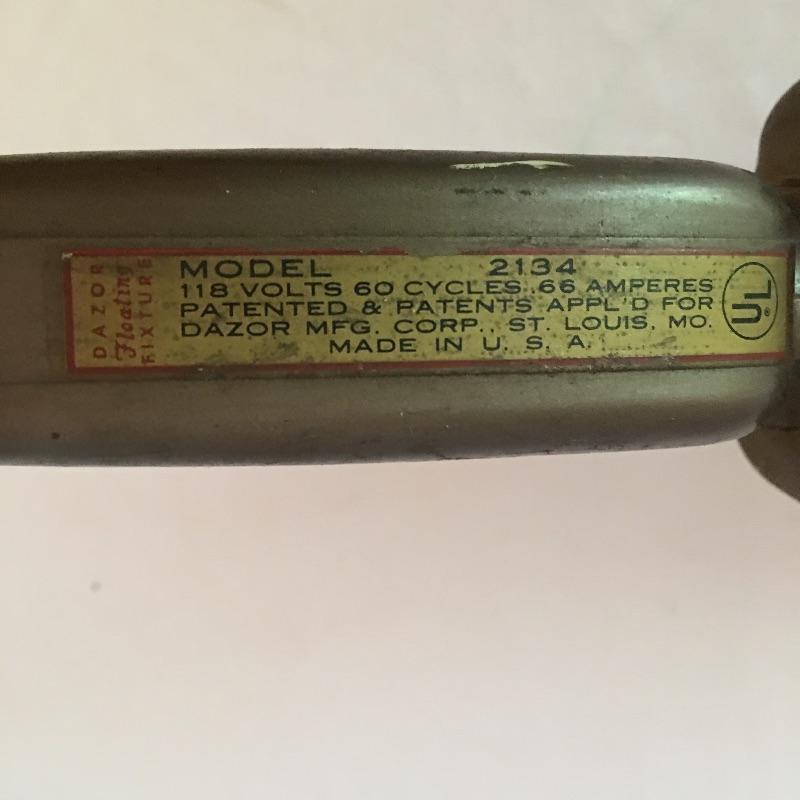 DAZOR
Floating
FIXTURE
MODEL 2134
118 VOLTS 60 CYCLES .66 AMPERES
PATENTED & PATENTS APPL'D FOR
DAZOR MFG. CORP., ST. LOUIS, MO.
MADE IN U. S. A.
UL®